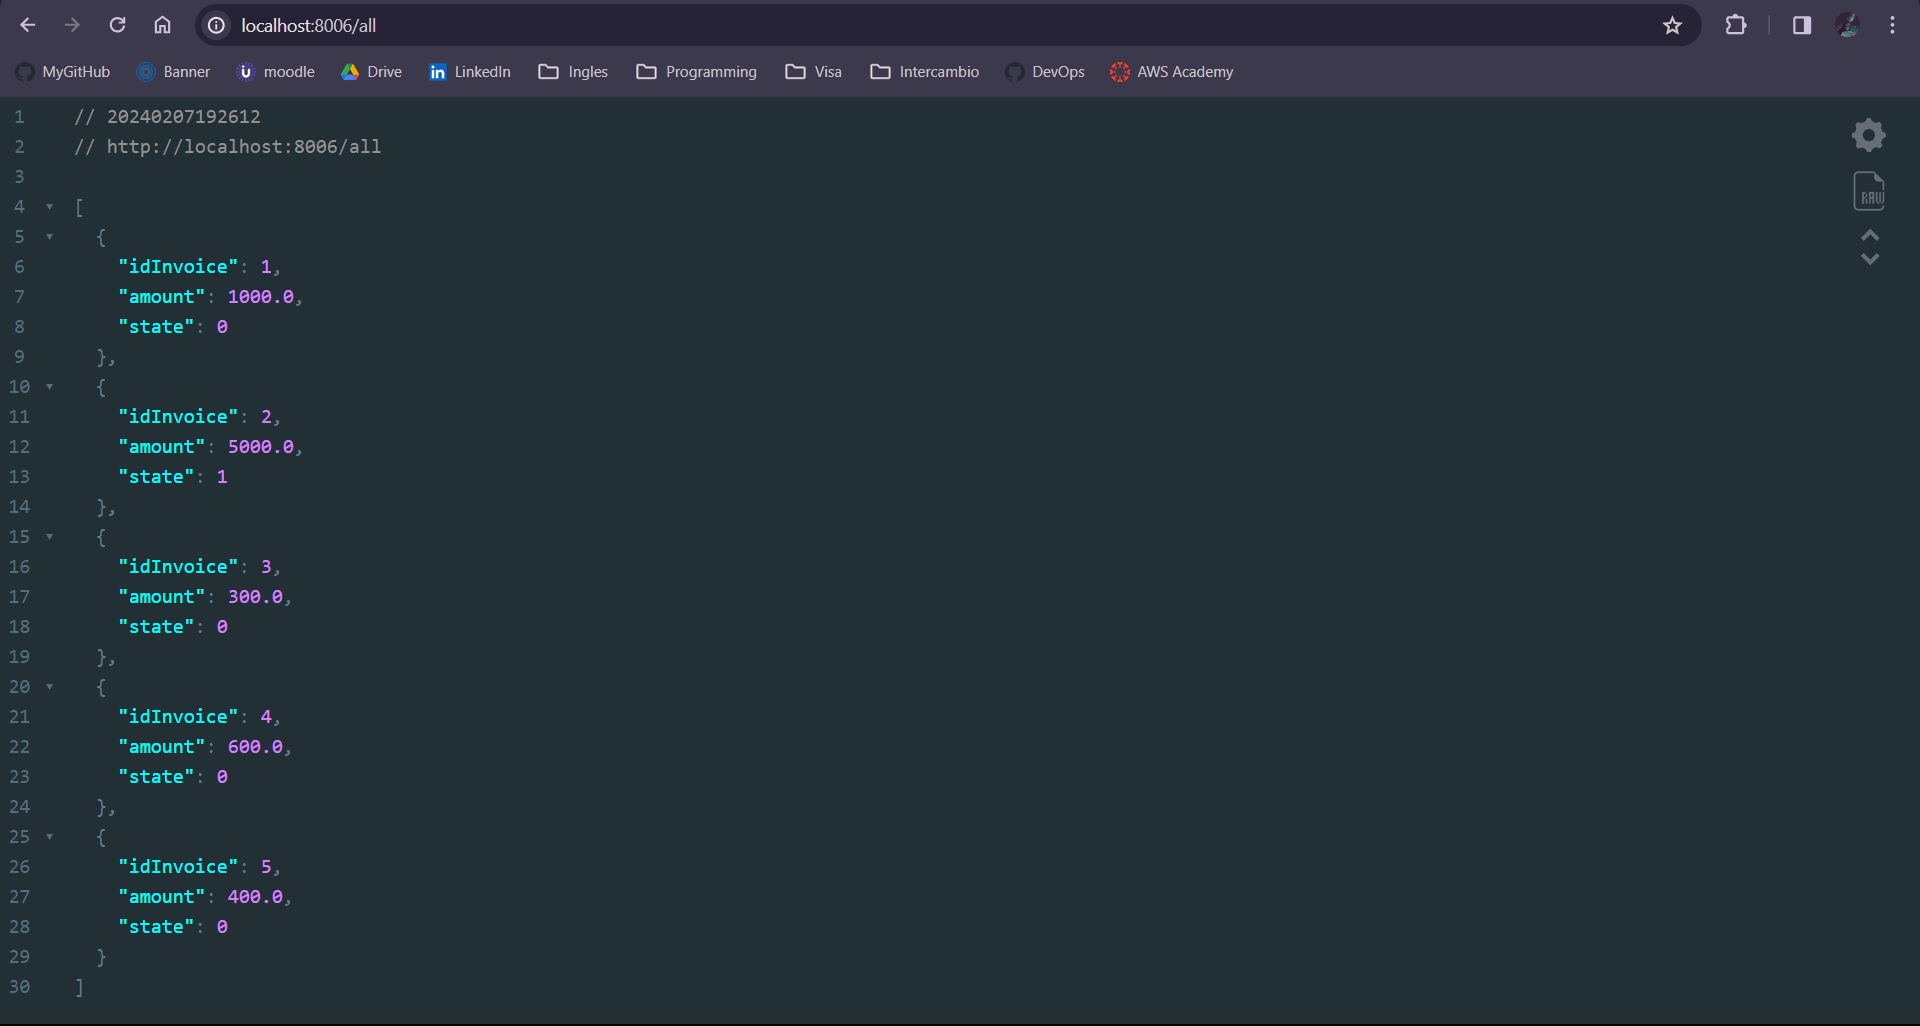 localhost:8006/all
MyGitHub Banner moodle Drive LinkedIn Ingles Programming Visa Intercambio DevOps AWS Academy
1 // 20240207192612
2 // http://localhost:8006/all
3
4 [
5 {
6 "idInvoice": 1,
7 "amount": 1000.0,
8 "state": 0
9 },
10 {
11 "idInvoice": 2,
12 "amount": 5000.0,
13 "state": 1
14 },
15 {
16 "idInvoice": 3,
17 "amount": 300.0,
18 "state": 0
19 },
20 {
21 "idInvoice": 4,
22 "amount": 600.0,
23 "state": 0
24 },
25 {
26 "idInvoice": 5,
27 "amount": 400.0,
28 "state": 0
29 }
30 ]
RAW